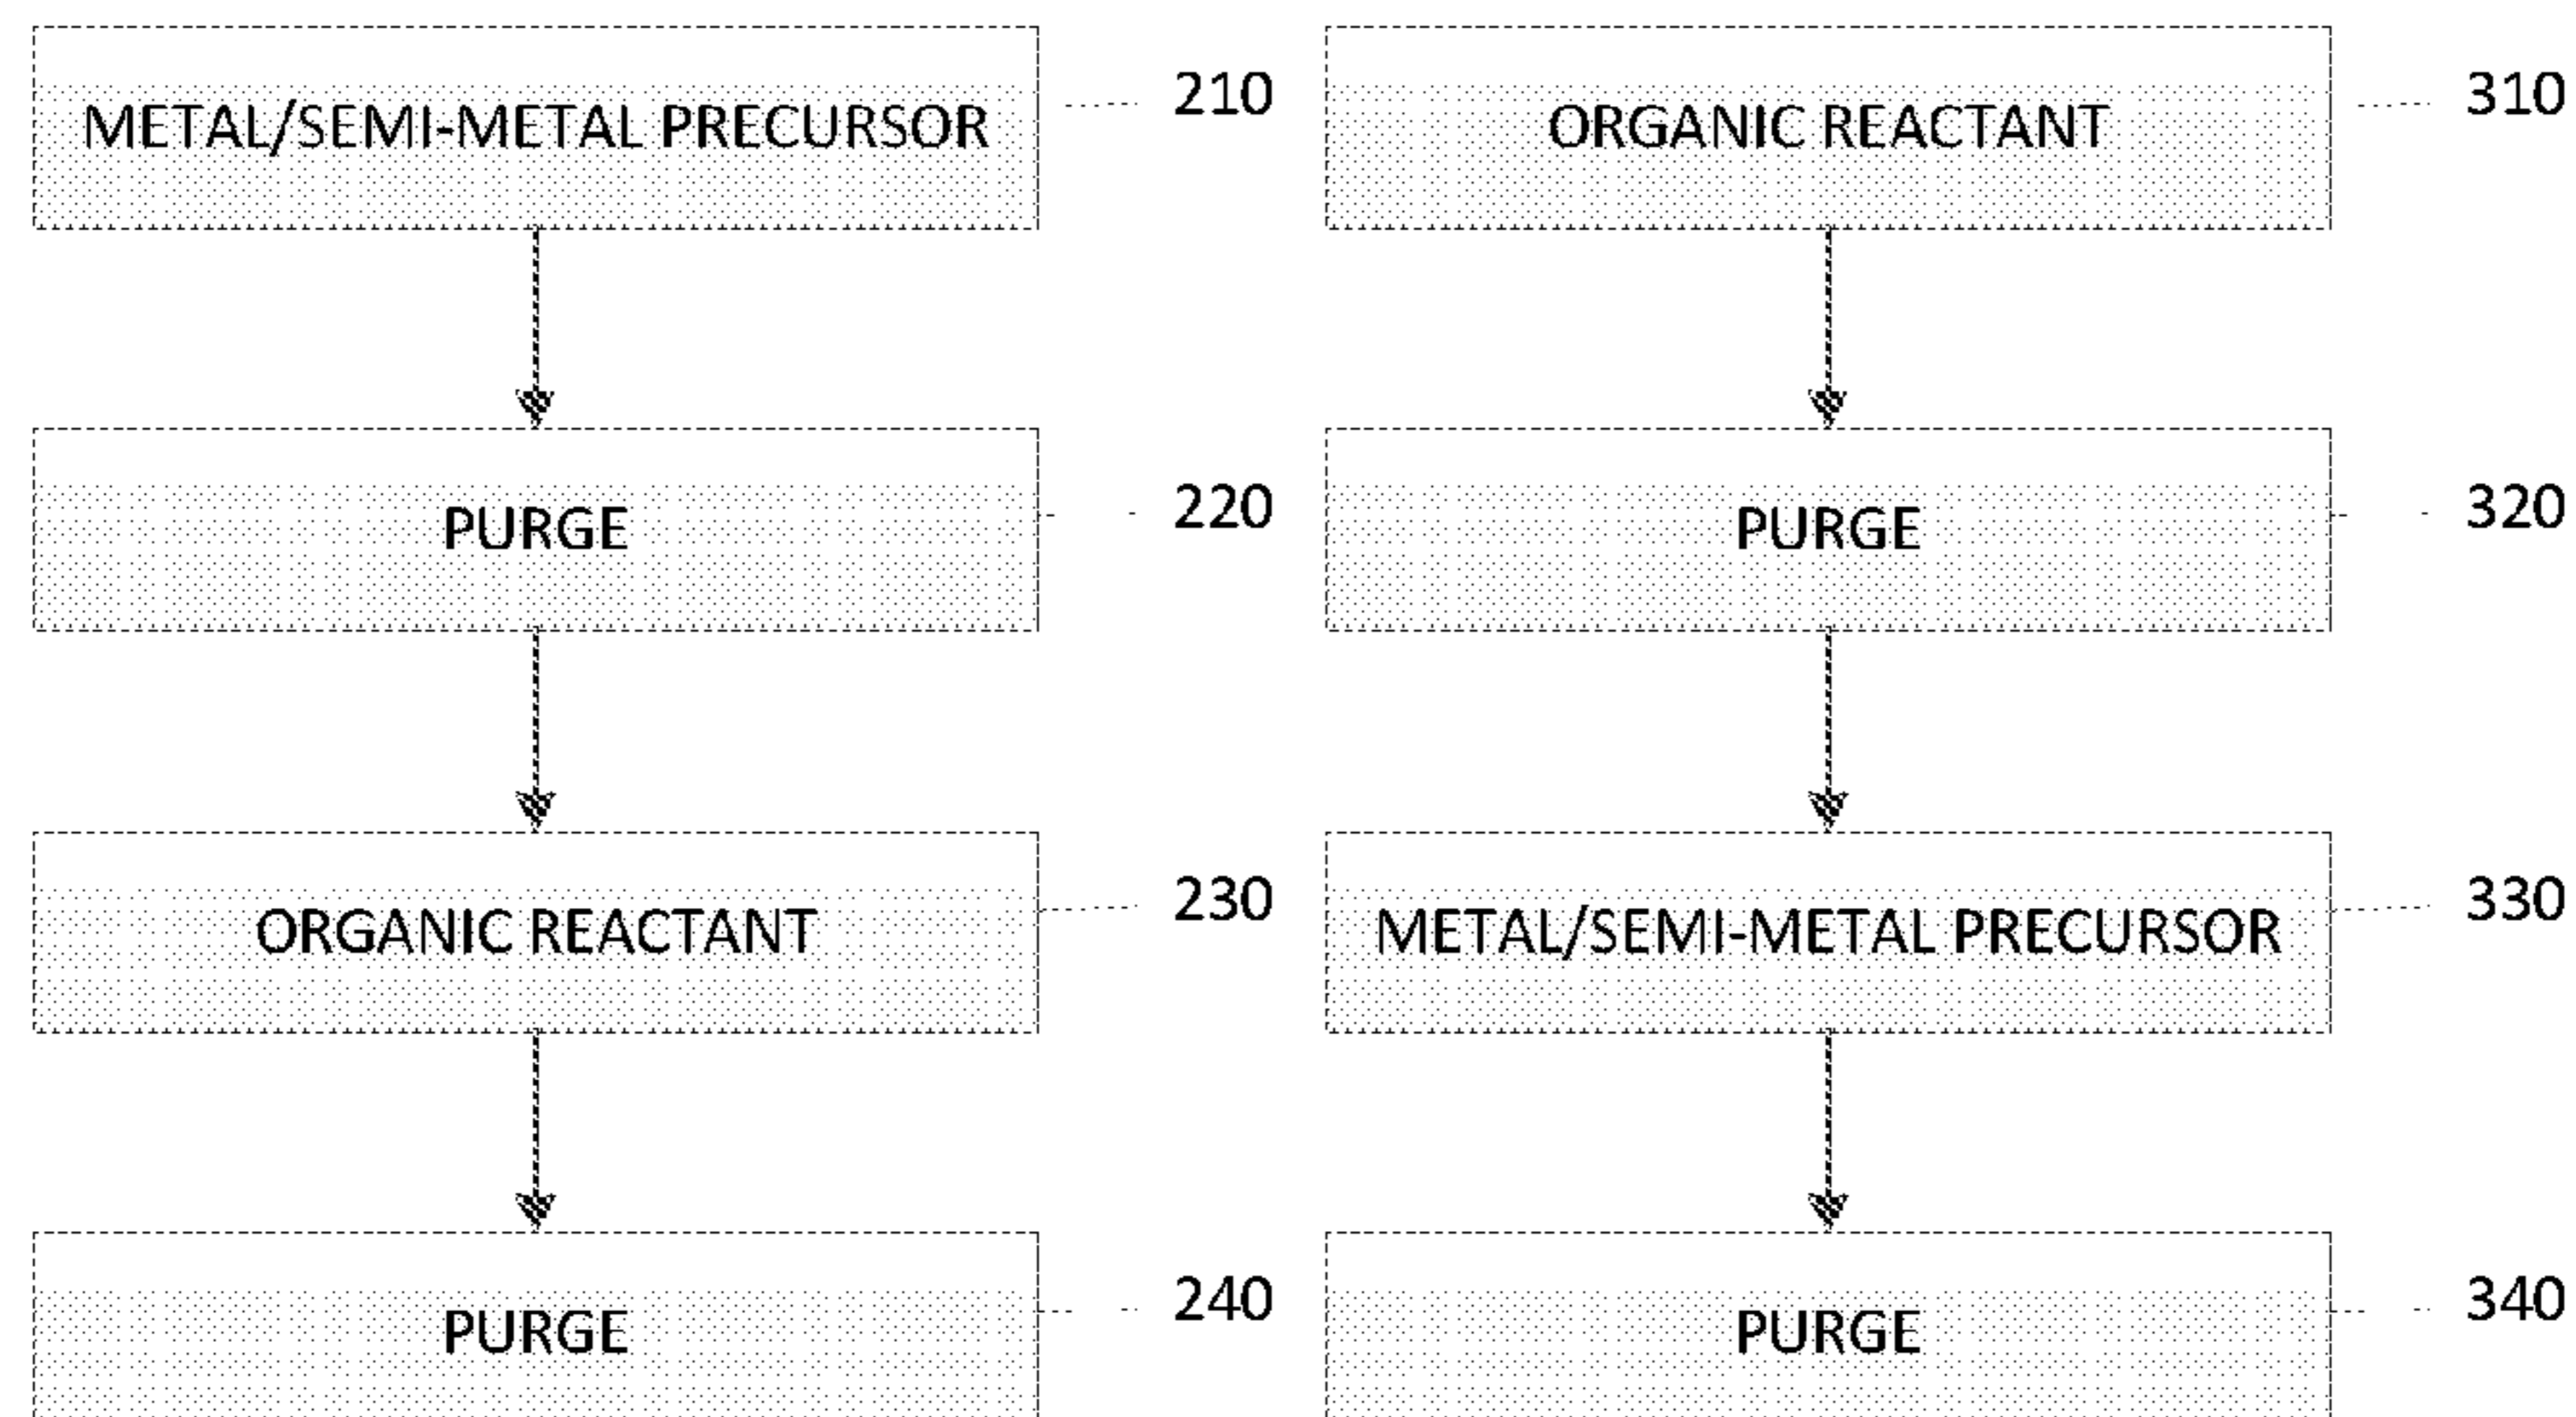 METAL/SEMI-METAL PRECURSOR
210
PURGE
220
ORGANIC REACTANT
230
PURGE
240
ORGANIC REACTANT
310
PURGE
320
METAL/SEMI-METAL PRECURSOR
330
PURGE
340